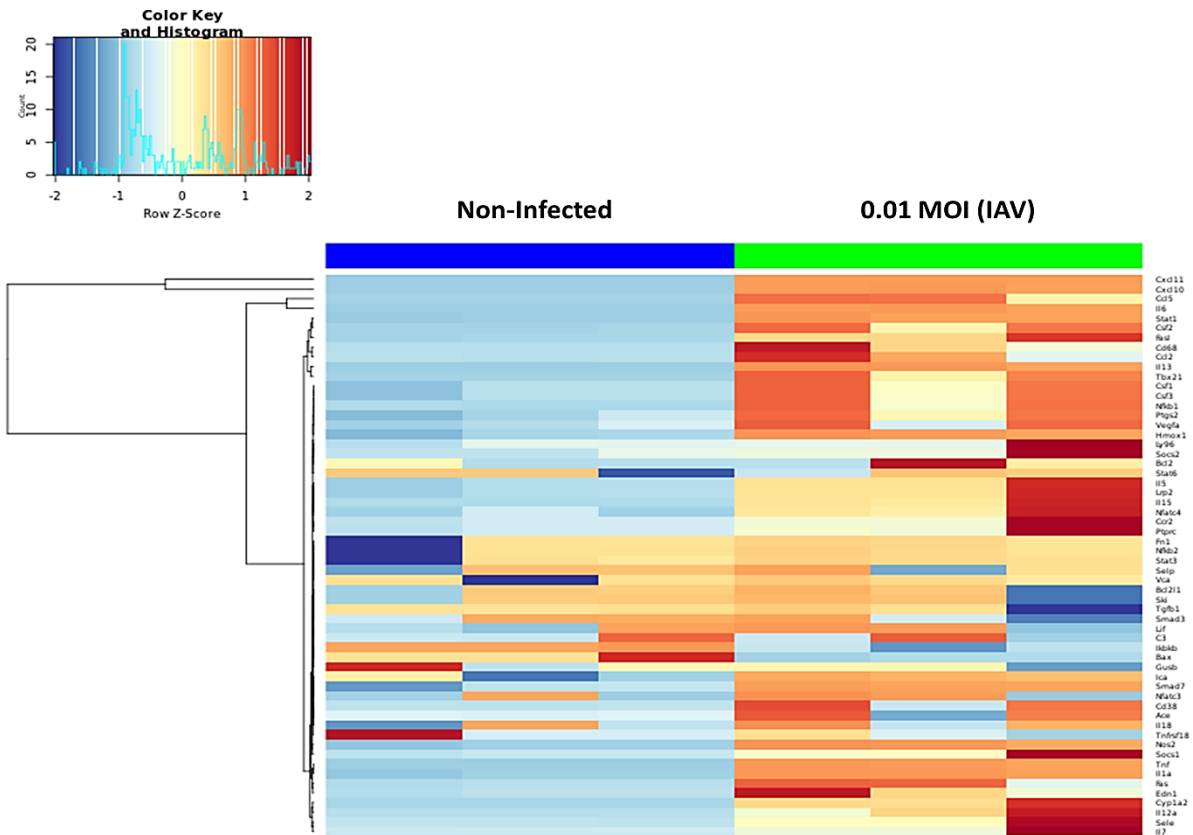 Color Key
and Histogram
Count
0
5
10
15
20
-2
-1
0
1
2
Row Z-Score
Non-Infected
0.01 MOI (IAV)
Cxcl11
Cxcl10
Ccl5
Il6
Stat1
Csf2
Fasl
Cd68
Ccl2
Il13
Tbx21
Csf1
Csf3
Nfkb1
Ptgs2
Vegfa
Hmox1
Ly96
Socs2
Bcl2
Stat6
Il5
Lrp2
Il15
Nfatc4
Ccr2
Ptprc
Fn1
Nfkb2
Stat3
Selp
Vca
Bcl2l1
Ski
Tgfb1
Smad3
Lif
C3
Ikbkb
Bax
Gusb
Ica
Smad7
Nfatc3
Cd38
Ace
Il18
Tnfrsf18
Nos2
Socs1
Tnf
Il1a
Fas
Edn1
Cyp1a2
Il12a
Sele
Il7